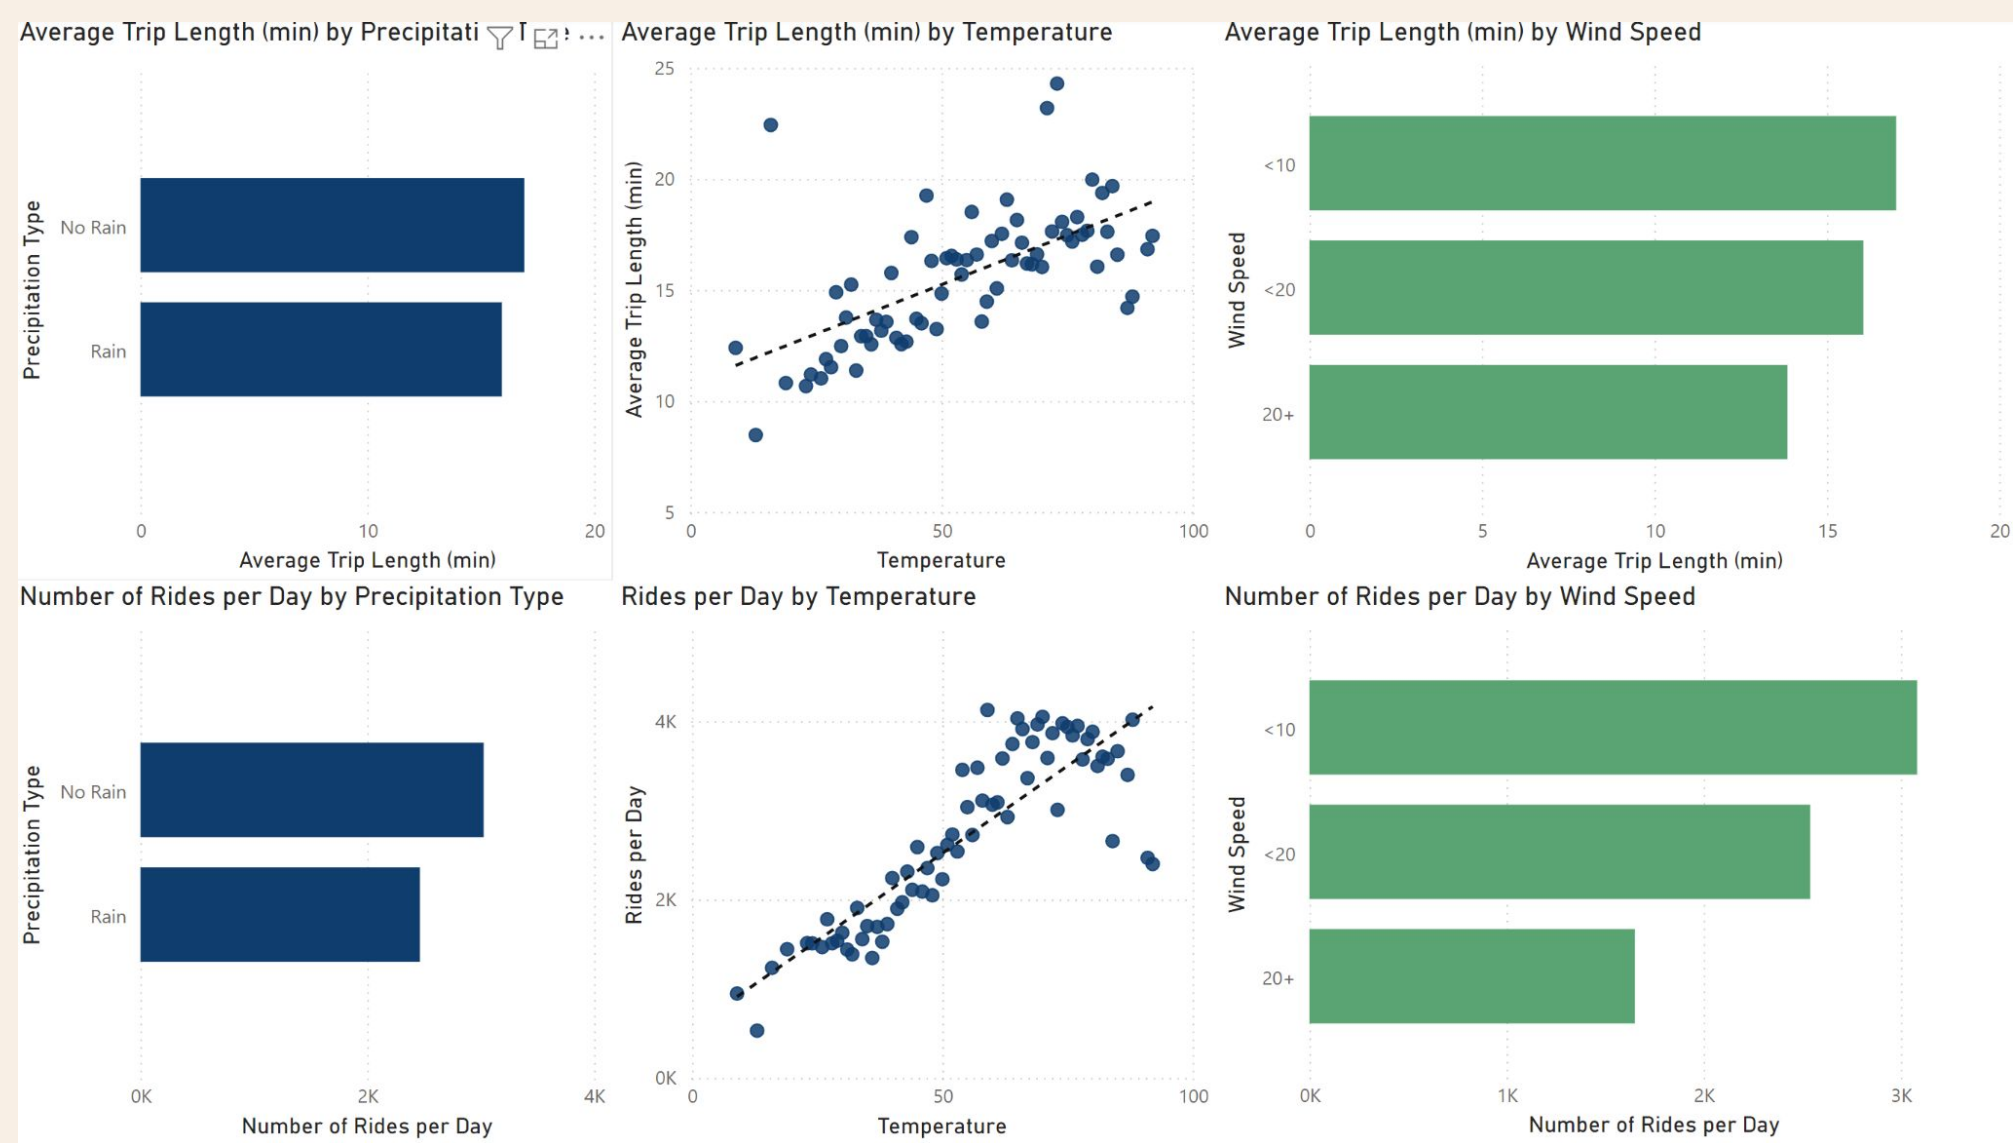 Average Trip Length (min) by Precipitati
Average Trip Length (min) by Temperature
Average Trip Length (min) by Wind Speed
Precipitation Type
No Rain
Rain
0 10 20
Average Trip Length (min)
Average Trip Length (min)
25
20
15
10
5
0 50 100
Temperature
Wind Speed
<10
<20
20+
0 5 10 15 20
Average Trip Length (min)
Number of Rides per Day by Precipitation Type
Rides per Day by Temperature
Number of Rides per Day by Wind Speed
Precipitation Type
No Rain
Rain
0K 2K 4K
Number of Rides per Day
Rides per Day
4K
2K
0K
0 50 100
Temperature
Wind Speed
<10
<20
20+
0K 1K 2K 3K
Number of Rides per Day